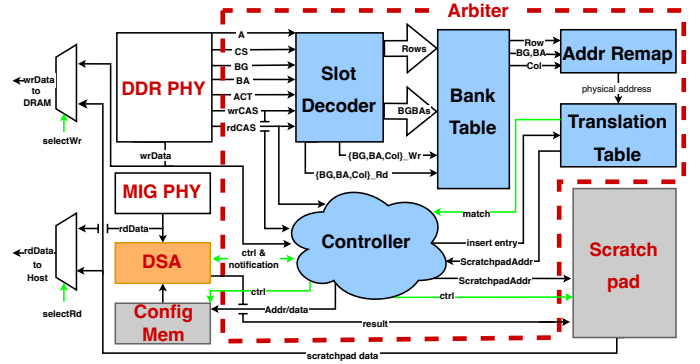 Arbiter
A
CS
BG
BA
ACT
wrCAS
rdCAS
DDR PHY
Slot
Decoder
Rows
BGBAs
Bank
Table
Row
BG,BA
Col
Addr Remap
physical address
Translation
Table
wrData
to
DRAM
selectWr
wrData
{BG,BA,Col}_Wr
{BG,BA,Col}_Rd
MIG PHY
match
rdData
rdData
to
Host
selectRd
DSA
ctrl &
notification
Controller
insert entry
ScratchpadAddr
ScratchpadAddr
Scratch
pad
ctrl
ctrl
Config
Mem
Addr/data
result
scratchpad data